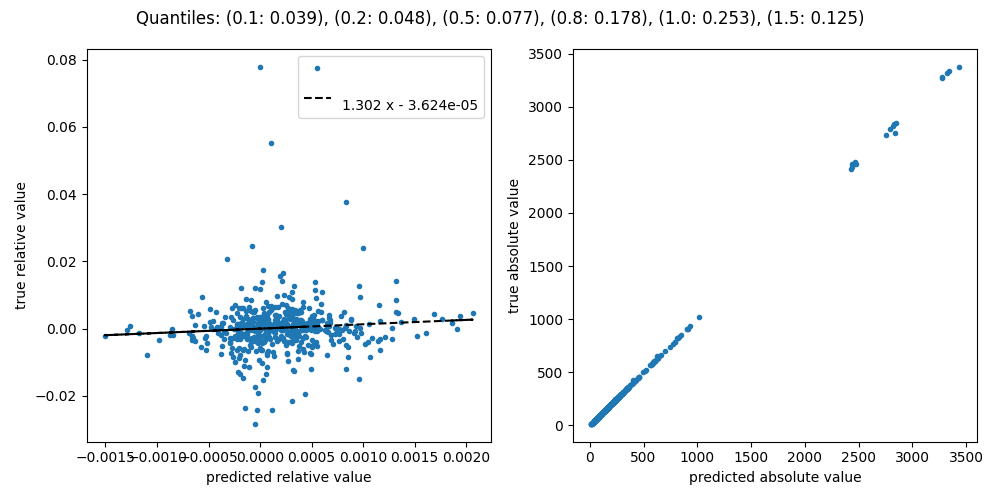 Quantiles: (0.1: 0.039), (0.2: 0.048), (0.5: 0.077), (0.8: 0.178), (1.0: 0.253), (1.5: 0.125)
0.08
0.06
0.04
0.02
0.00
−0.02
true relative value
1.302 x - 3.624e-05
−0.0015 −0.0010 −0.0005 0.0000 0.0005 0.0010 0.0015 0.0020
predicted relative value
3500
3000
2500
2000
1500
1000
500
0
true absolute value
0 500 1000 1500 2000 2500 3000 3500
predicted absolute value